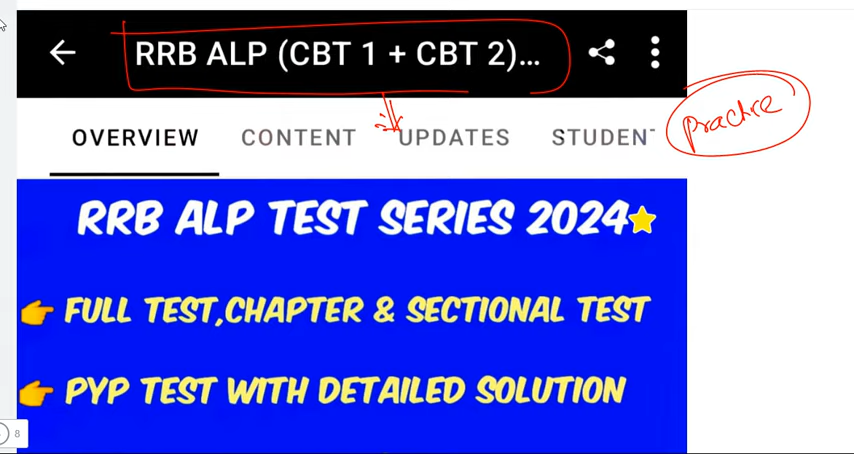 RRB ALP (CBT 1 + CBT 2)...
practice
OVERVIEW CONTENT UPDATES STUDENT
RRB ALP TEST SERIES 2024
FULL TEST,CHAPTER & SECTIONAL TEST
PYP TEST WITH DETAILED SOLUTION
8